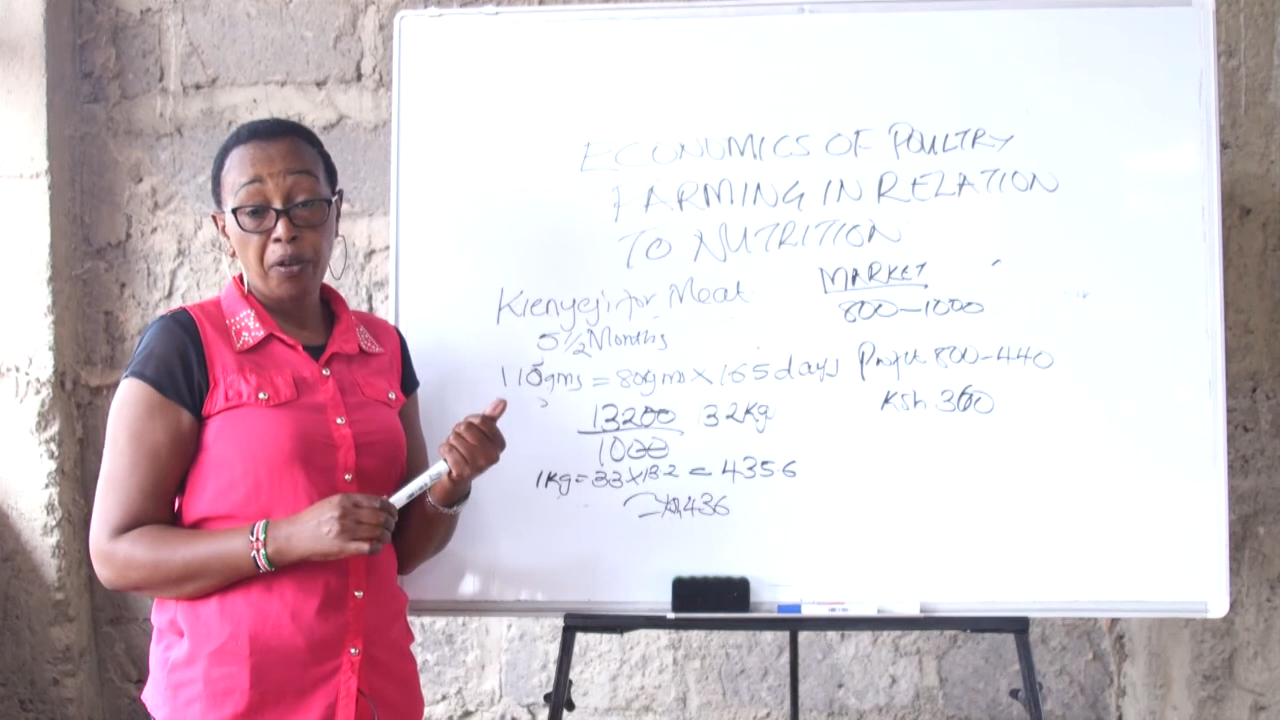 ECONOMICS OF POULTRY
FARMING IN RELATION
TO NUTRITION
Kienyeji for Meat
5½ Months
110gms = 80gms × 165 days
13200
1000
32Kg
1Kg = 33 × 13.2 = 435.6
436
MARKET
800–1000
Profit 800–440
Ksh 360